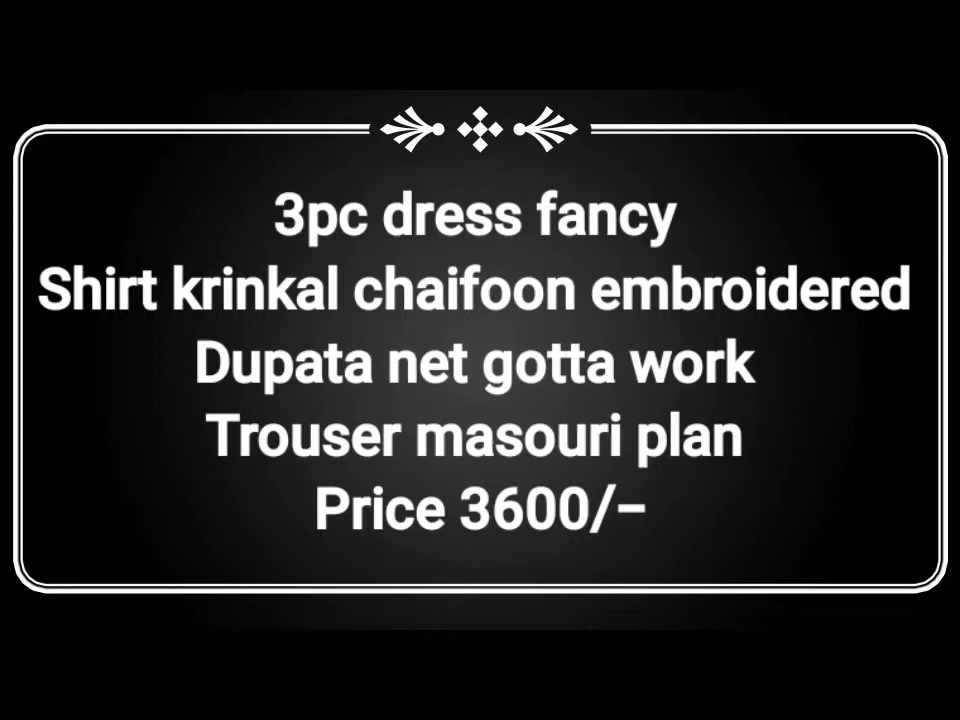 3pc dress fancy
Shirt krinkal chaifoon embroidered
Dupata net gotta work
Trouser masouri plan
Price 3600/–